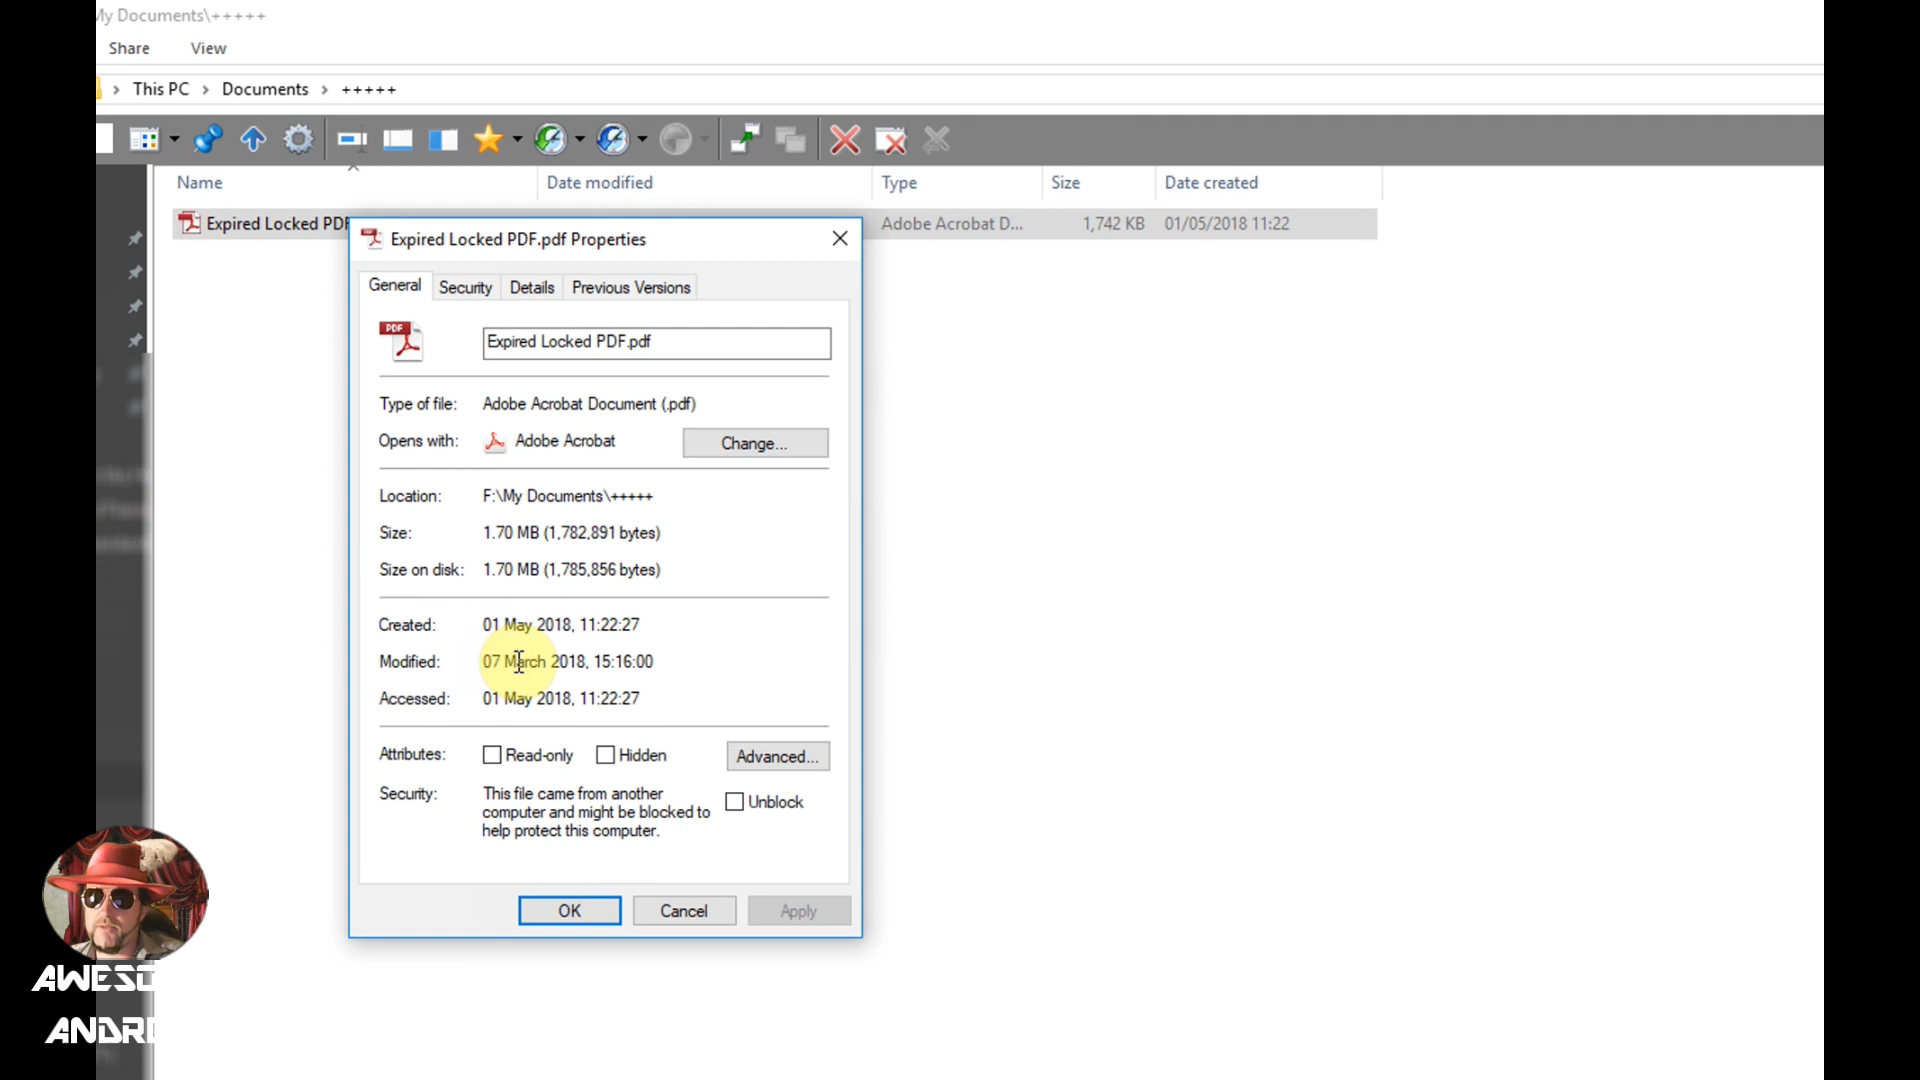 My Documents\+++++
Share View
This PC Documents +++++
Name Date modified Type Size Date created
Expired Locked PDF Adobe Acrobat D... 1,742 KB 01/05/2018 11:22
Expired Locked PDF.pdf Properties
General Security Details Previous Versions
PDF Expired Locked PDF.pdf
Type of file: Adobe Acrobat Document (.pdf)
Opens with: Adobe Acrobat Change...
Location: F:\My Documents\+++++
Size: 1.70 MB (1,782,891 bytes)
Size on disk: 1.70 MB (1,785,856 bytes)
Created: 01 May 2018, 11:22:27
Modified: 07 March 2018, 15:16:00
Accessed: 01 May 2018, 11:22:27
Attributes: Read-only Hidden Advanced...
Security: This file came from another
computer and might be blocked to
help protect this computer.
Unblock
OK Cancel Apply
AWESO
ANDRE